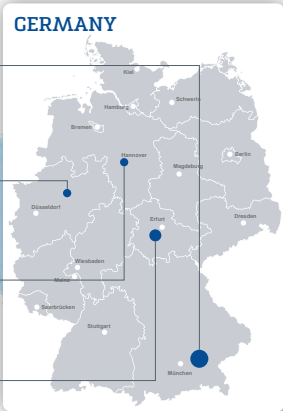 GERMANY
Kiel
Schwerin
Hamburg
Bremen
Berlin
Hannover
Magdeburg
Düsseldorf
Erfurt
Dresden
Wiesbaden
Mainz
Saarbrücken
Stuttgart
München